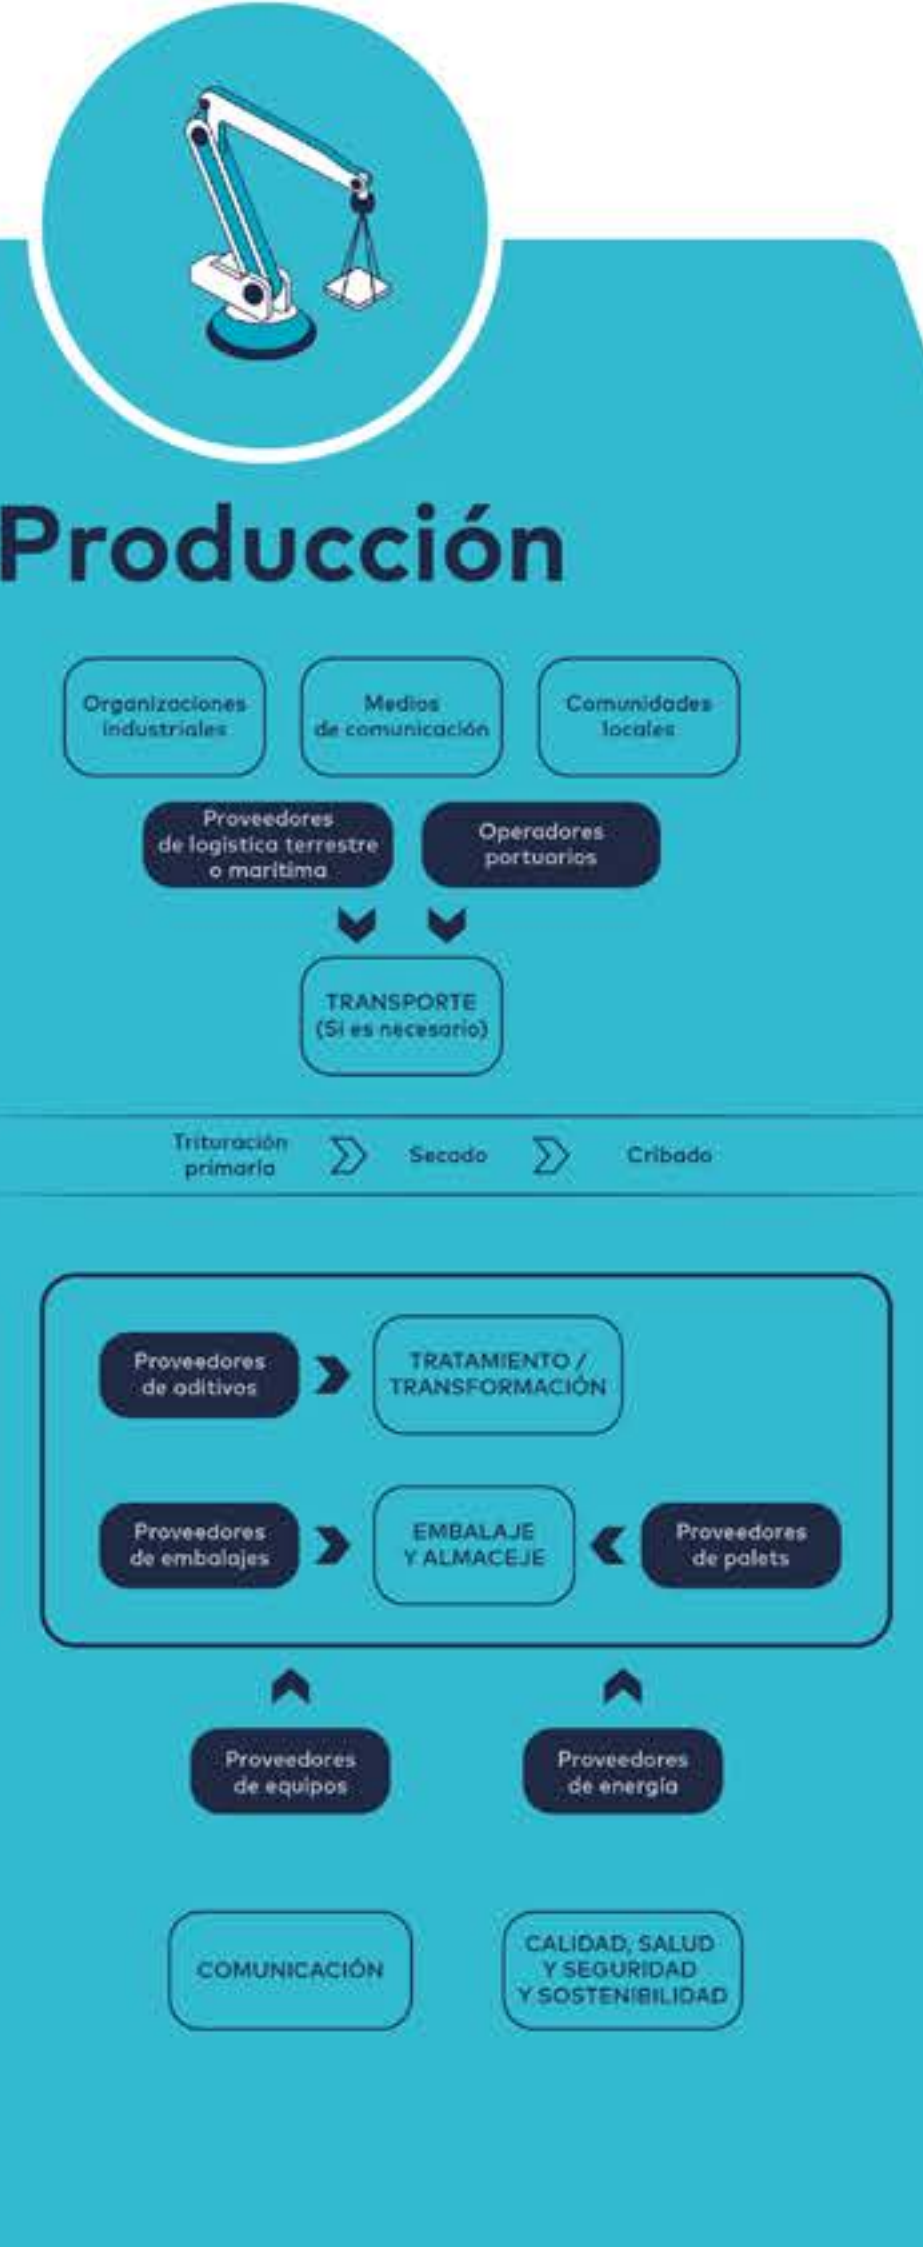 Producción
Organizaciones
industriales
Medios
de comunicación
Comunidades
locales
Proveedores
de logística terrestre
o marítima
Operadores
portuarios
TRANSPORTE
(Si es necesario)
Trituración
primaria
Secado
Cribado
Proveedores
de aditivos
TRATAMIENTO /
TRANSFORMACIÓN
Proveedores
de embalajes
EMBALAJE
Y ALMACEJE
Proveedores
de palets
Proveedores
de equipos
Proveedores
de energía
COMUNICACIÓN
CALIDAD, SALUD
Y SEGURIDAD
Y SOSTENIBILIDAD